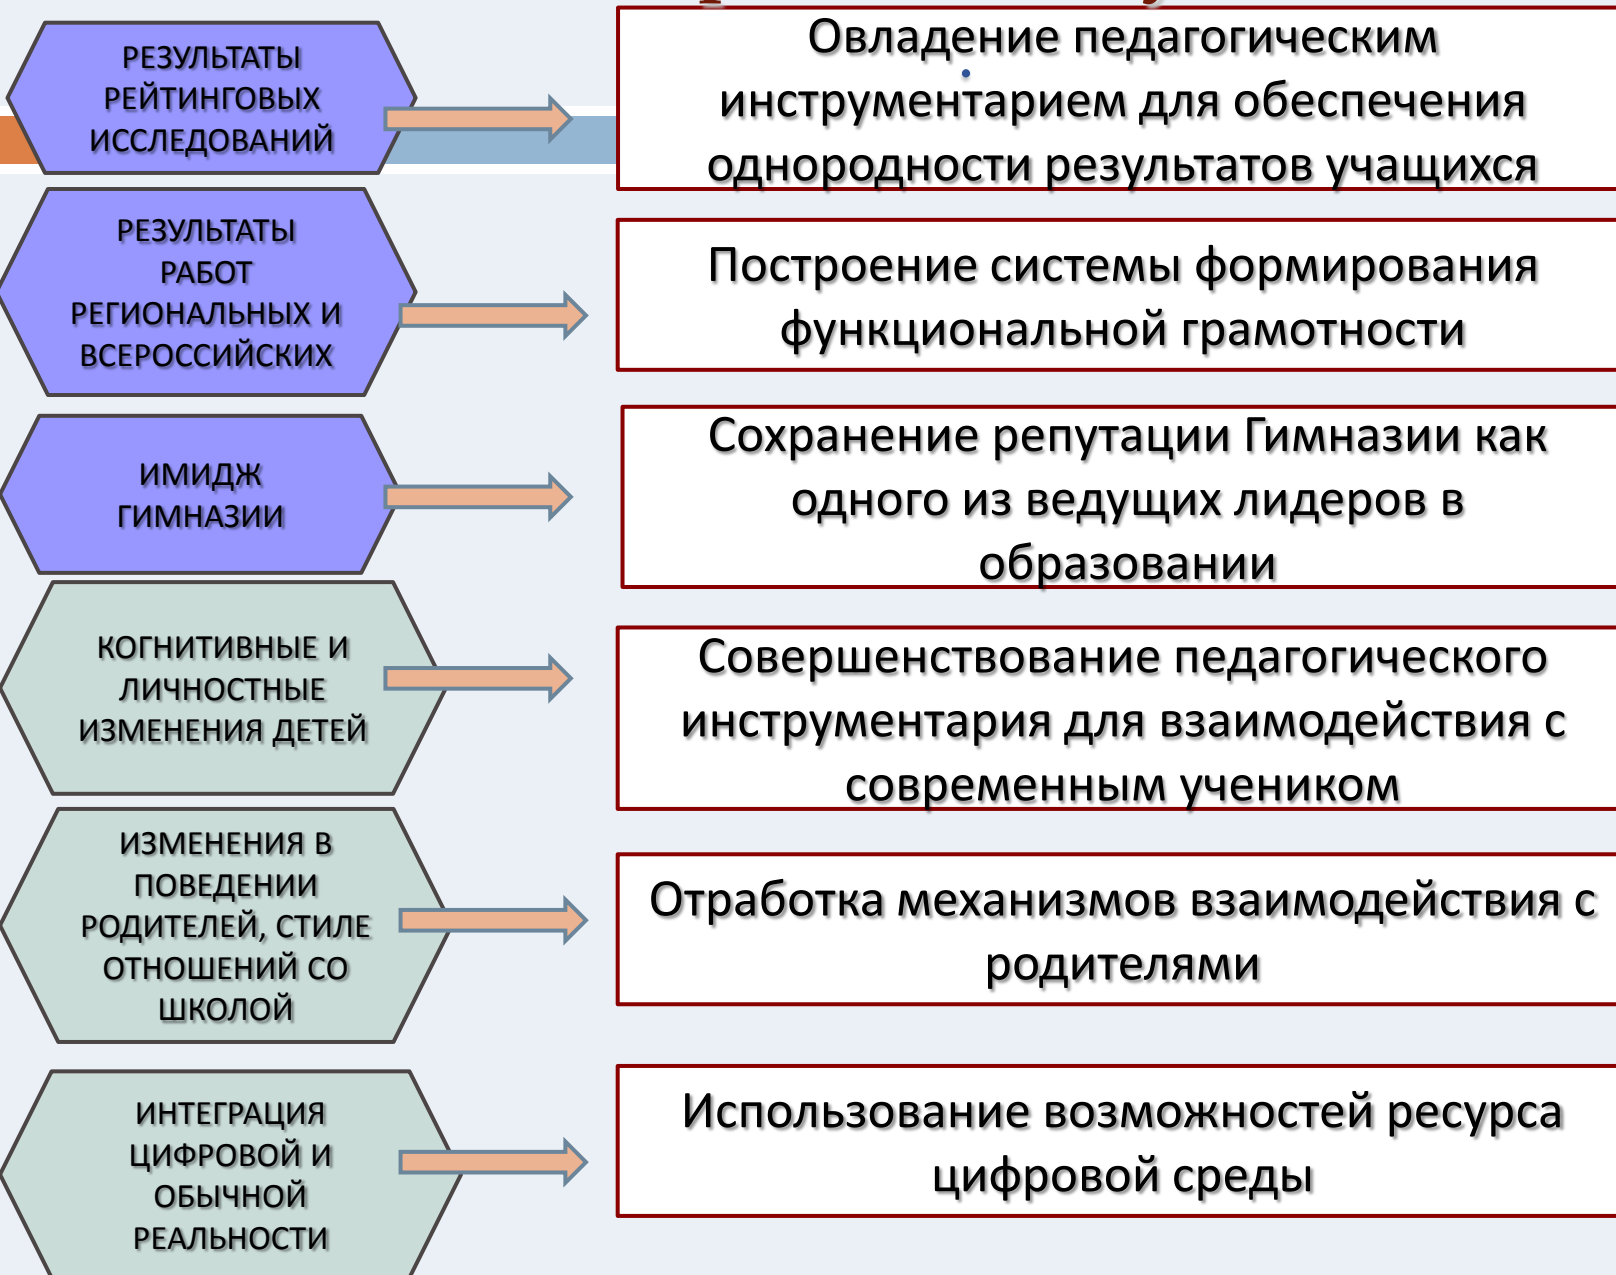 РЕЗУЛЬТАТЫ
РЕЙТИНГОВЫХ
ИССЛЕДОВАНИЙ
Овладение педагогическим
инструментарием для обеспечения
однородности результатов учащихся
РЕЗУЛЬТАТЫ
РАБОТ
РЕГИОНАЛЬНЫХ И
ВСЕРОССИЙСКИХ
Построение системы формирования
функциональной грамотности
ИМИДЖ
ГИМНАЗИИ
Сохранение репутации Гимназии как
одного из ведущих лидеров в
образовании
КОГНИТИВНЫЕ И
ЛИЧНОСТНЫЕ
ИЗМЕНЕНИЯ ДЕТЕЙ
Совершенствование педагогического
инструментария для взаимодействия с
современным учеником
ИЗМЕНЕНИЯ В
ПОВЕДЕНИИ
РОДИТЕЛЕЙ, СТИЛЕ
ОТНОШЕНИЙ СО
ШКОЛОЙ
Отработка механизмов взаимодействия с
родителями
ИНТЕГРАЦИЯ
ЦИФРОВОЙ И
ОБЫЧНОЙ
РЕАЛЬНОСТИ
Использование возможностей ресурса
цифровой среды